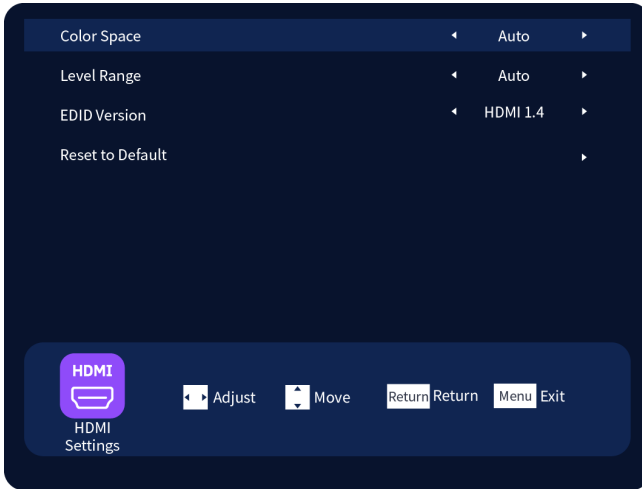 Color Space Auto
Level Range Auto
EDID Version HDMI 1.4
Reset to Default
HDMI
HDMI
Settings
Adjust Move Return Return Menu Exit